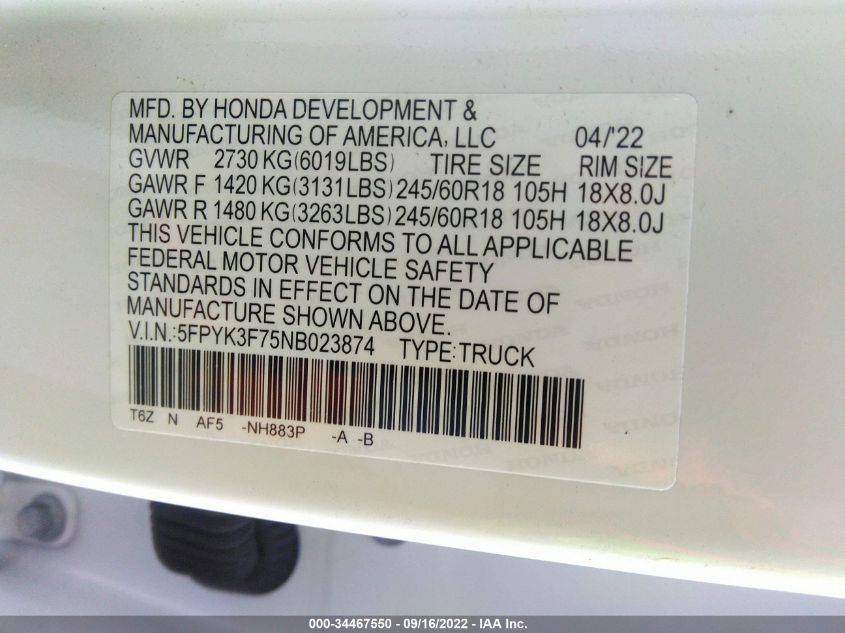 MFD. BY HONDA DEVELOPMENT &
MANUFACTURING OF AMERICA, LLC 04/'22
GVWR 2730 KG(6019LBS) TIRE SIZE RIM SIZE
GAWR F 1420 KG(3131LBS) 245/60R18 105H 18X8.0J
GAWR R 1480 KG(3263LBS) 245/60R18 105H 18X8.0J
THIS VEHICLE CONFORMS TO ALL APPLICABLE
FEDERAL MOTOR VEHICLE SAFETY
STANDARDS IN EFFECT ON THE DATE OF
MANUFACTURE SHOWN ABOVE.
V.I.N.:5FPYK3F75NB023874 TYPE:TRUCK
T6Z N AF5 -NH883P -A -B
000-34467550 - 09/16/2022 - IAA Inc.